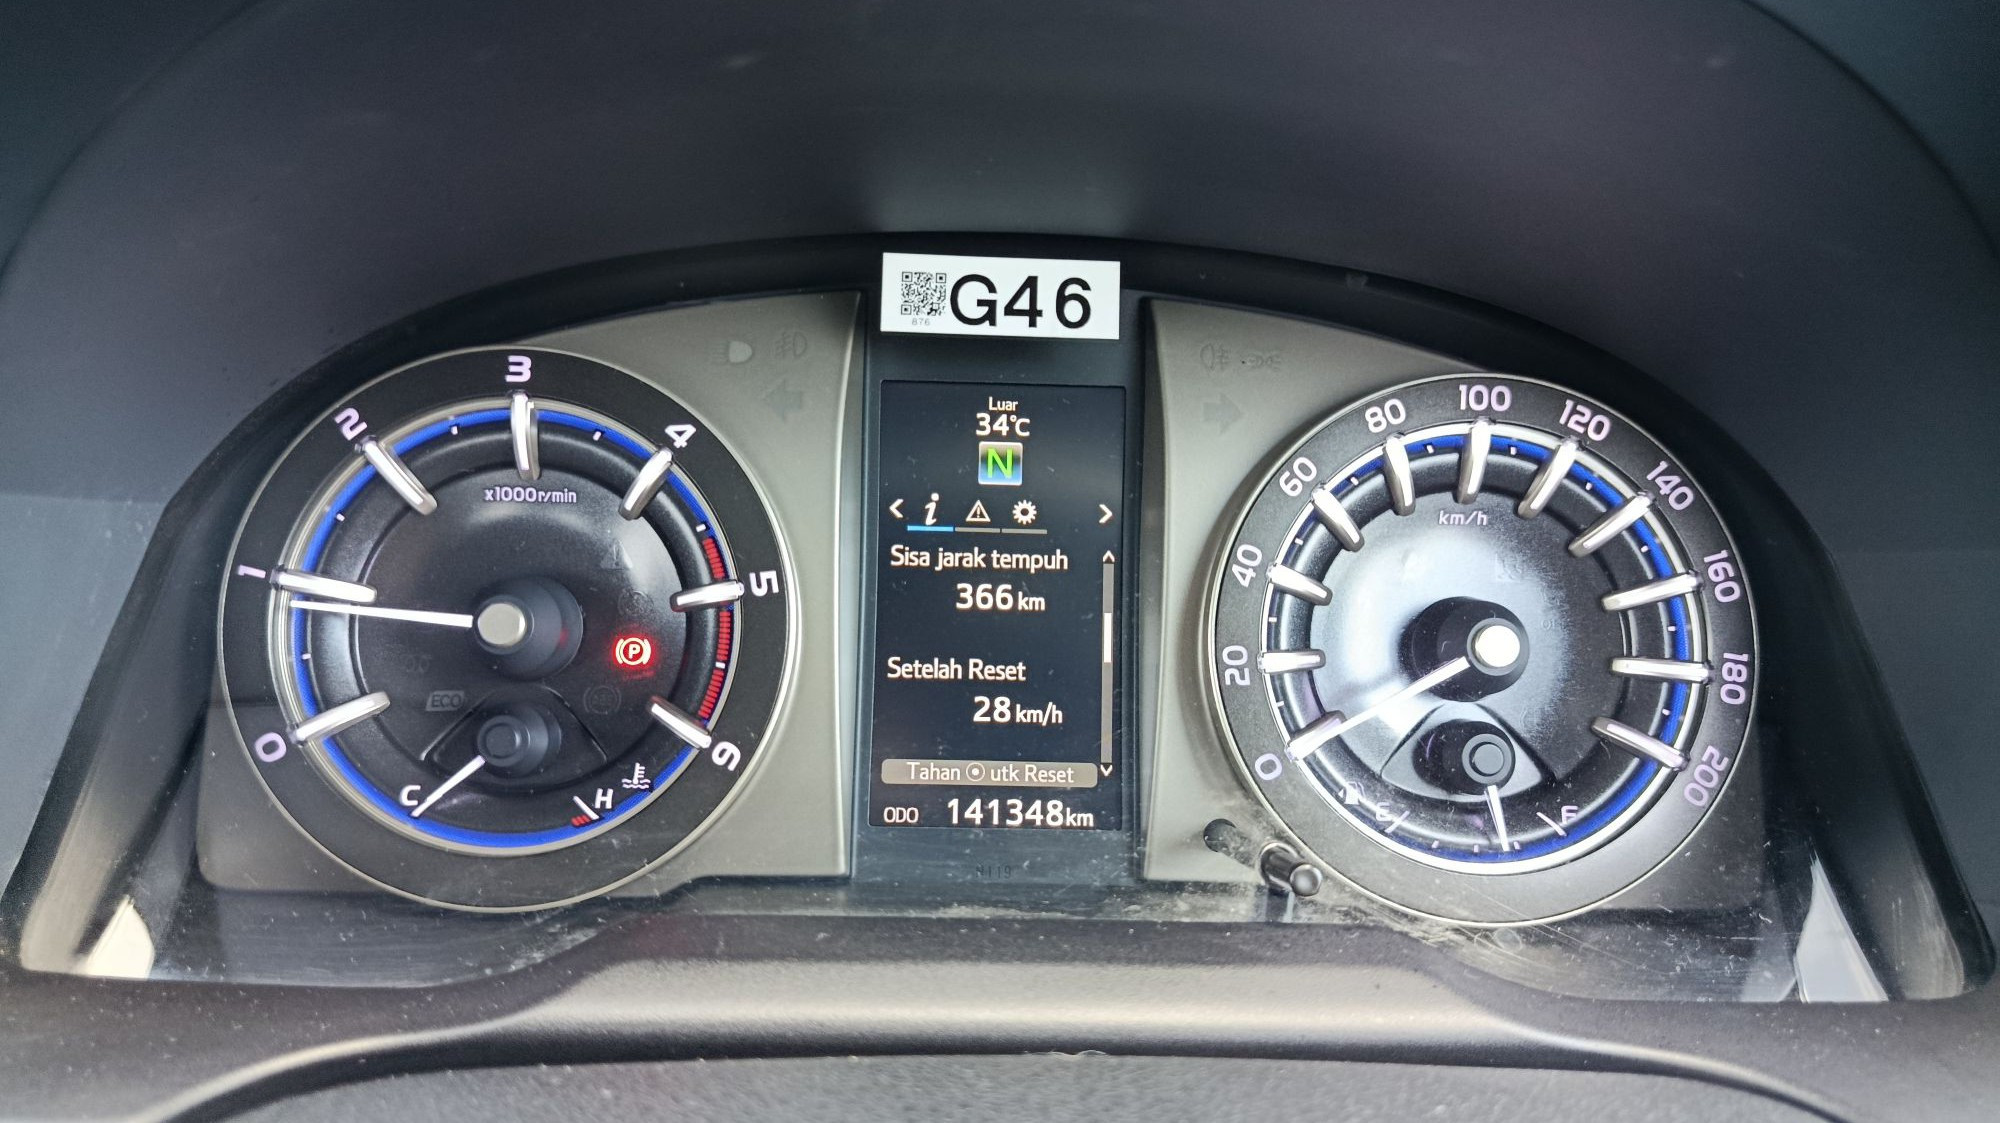 G46
876
3
2
4
x1000r/min
1
5
P
ECO
0
6
C
H
Luar
34°C
N
i
Sisa jarak tempuh
366 km
Setelah Reset
28 km/h
Tahan utk Reset
ODO 141348 km
N119
100
80
120
60
140
km/h
40
160
20
180
0
200
E
F